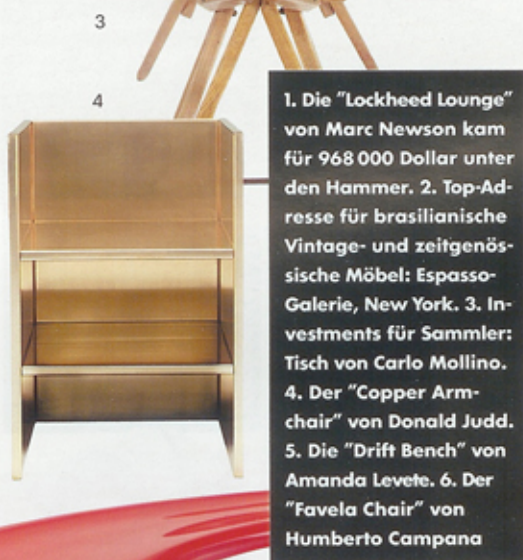 3
4
1. Die "Lockheed Lounge"
von Marc Newson kam
für 968 000 Dollar unter
den Hammer. 2. Top-Ad-
resse für brasilianische
Vintage- und zeitgenös-
sische Möbel: Espasso-
Galerie, New York. 3. In-
vestments für Sammler:
Tisch von Carlo Mollino.
4. Der "Copper Arm-
chair" von Donald Judd.
5. Die "Drift Bench" von
Amanda Levete. 6. Der
"Favela Chair" von
Humberto Campana